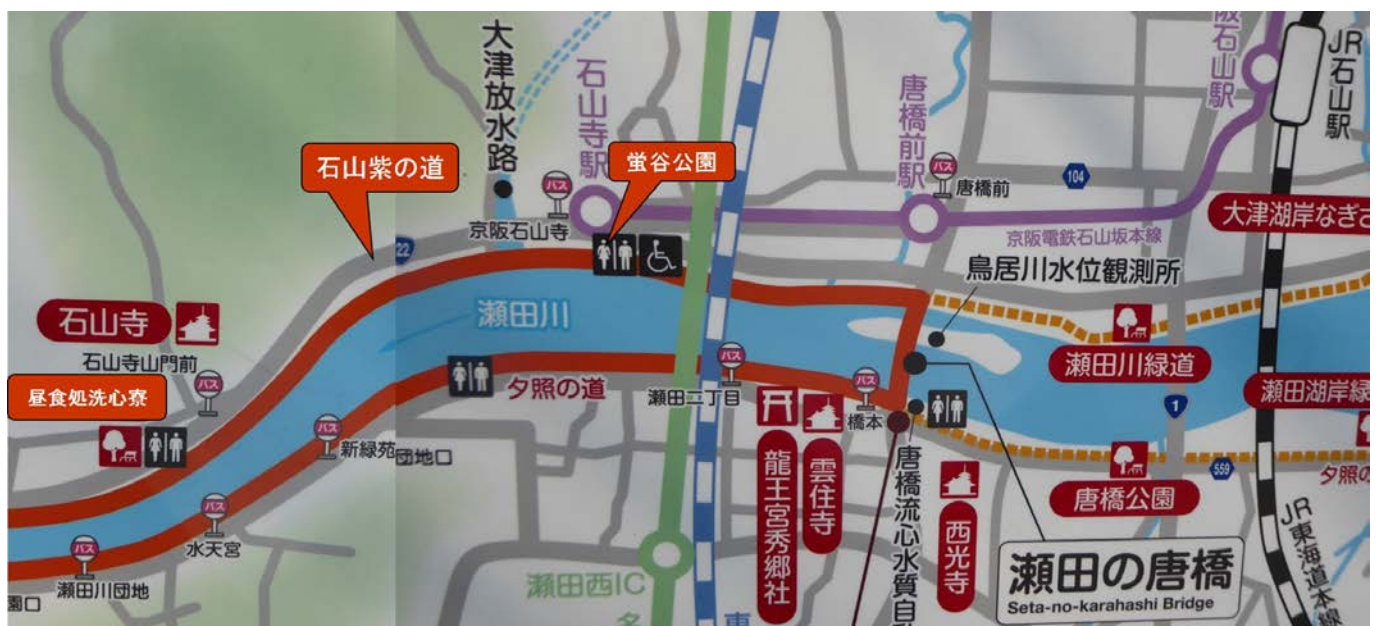 大津放水路
石山寺駅
唐橋前駅
阪石山駅
JR石山駅
石山紫の道
蛍谷公園
バス
京阪石山寺
バス
唐橋前
104
大津湖岸なぎさ
京阪電鉄石山坂本線
22
鳥居川水位観測所
瀬田川
石山寺
石山寺山門前
バス
昼食処洗心寮
夕照の道
瀬田二丁目
バス
バス
橋本
瀬田川緑道
瀬田湖岸緑
1
バス
新緑苑団地口
龍王宮秀郷社
雲住寺
唐橋流心水質自動
西光寺
唐橋公園
559
夕照の
バス
水天宮
バス
瀬田川団地
園口
瀬田西IC
名
東
瀬田の唐橋
Seta-no-karahashi Bridge
JR東海道本線